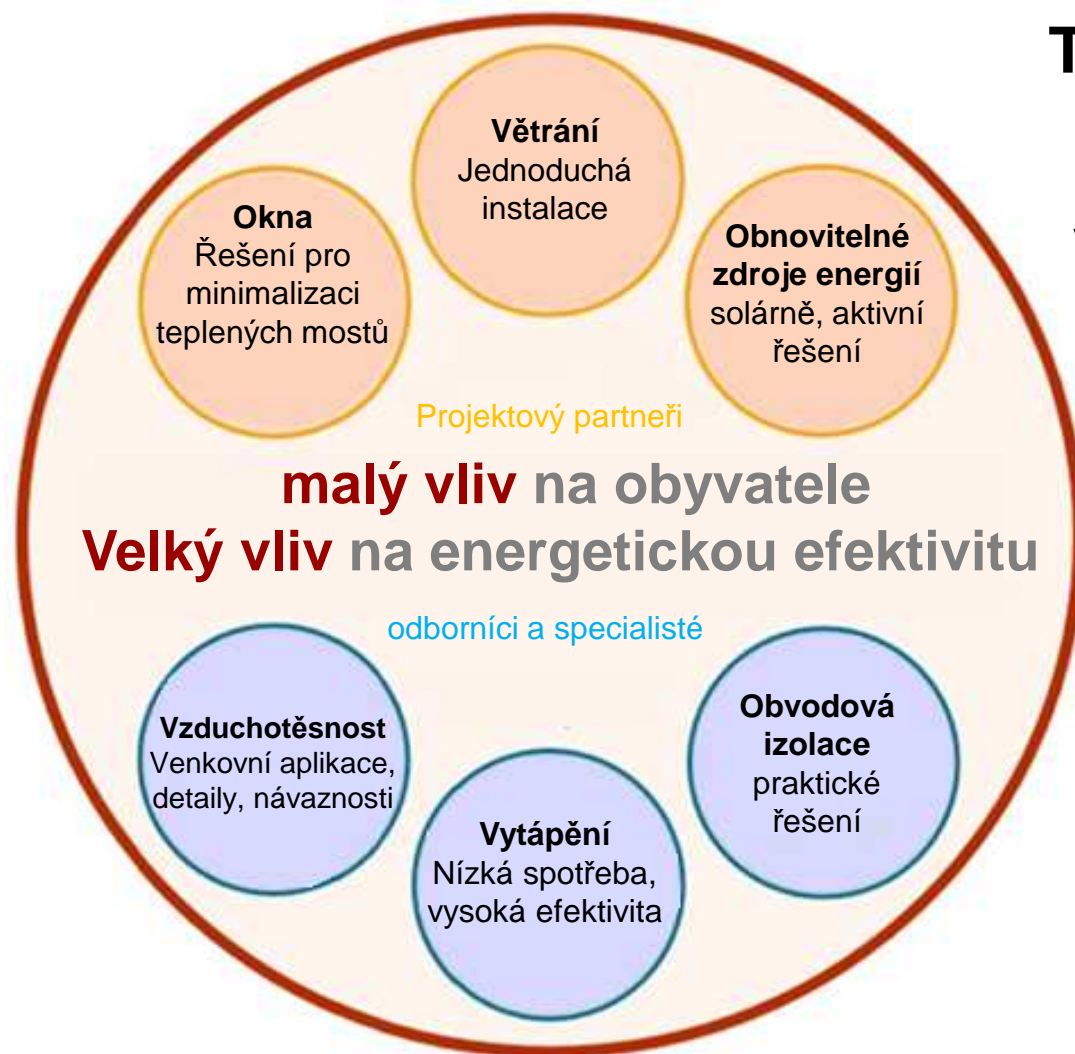 T
Větrání
Jednoduchá
instalace
Okna
Řešení pro
minimalizaci
teplených mostů
Obnovitelné
zdroje energií
solárně, aktivní
řešení
Projektový partneři
malý vliv na obyvatele
Velký vliv na energetickou efektivitu
odborníci a specialisté
Vzduchotěsnost
Venkovní aplikace,
detaily, návaznosti
Vytápění
Nízká spotřeba,
vysoká efektivita
Obvodová
izolace
praktické
řešení